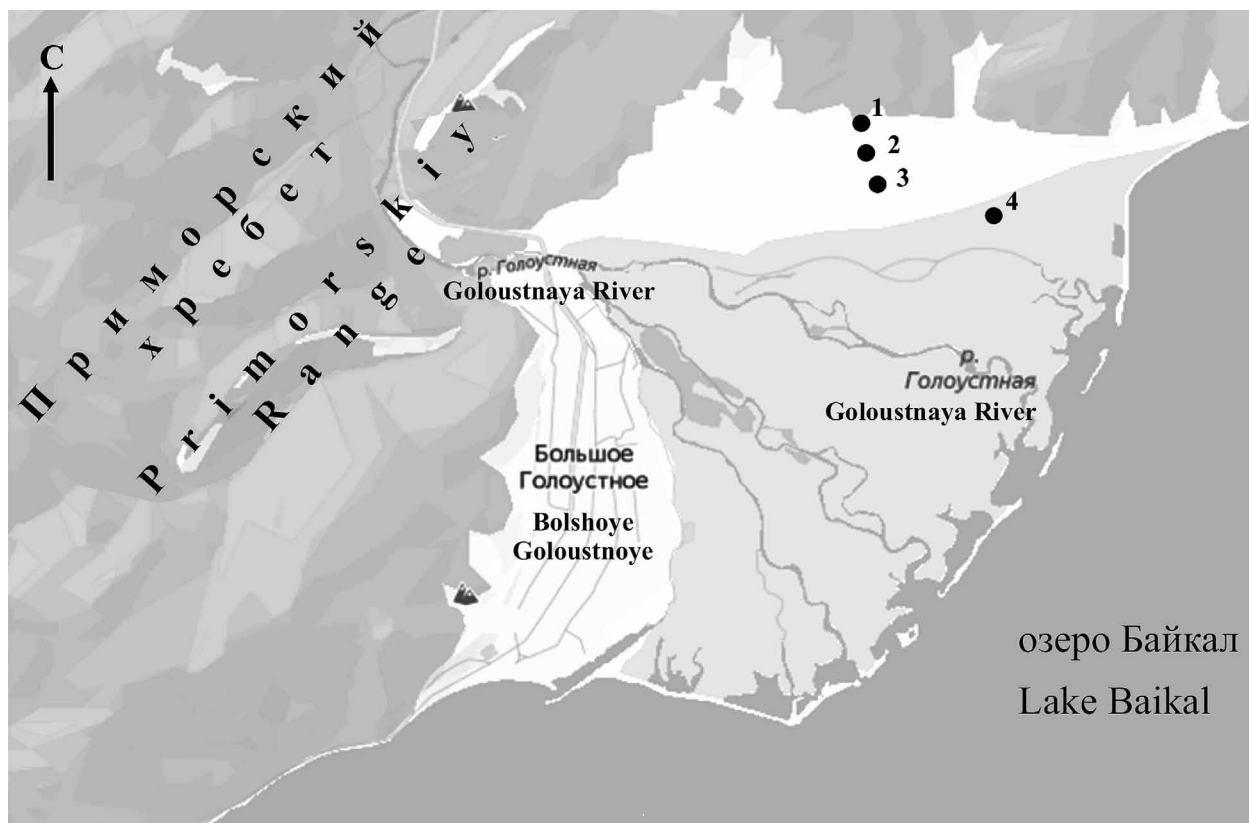 С
Приморский
хребет
Primorskiy
Range
1
2
3
4
р. Голоустная
Goloustnaya River
р.
Голоустная
Goloustnaya River
Большое
Голоустное
Bolshoye
Goloustnoye
озеро Байкал
Lake Baikal